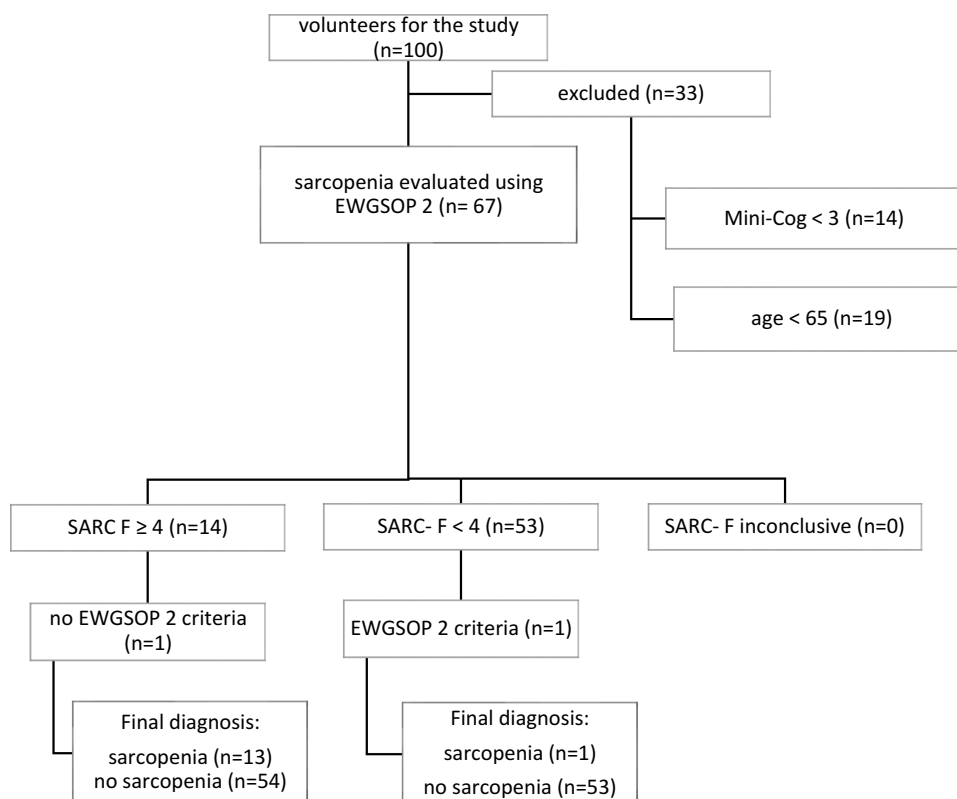 volunteers for the study
(n=100)
excluded (n=33)
sarcopenia evaluated using
EWGSOP 2 (n= 67)
Mini-Cog < 3 (n=14)
age < 65 (n=19)
SARC F ≥ 4 (n=14)
SARC- F < 4 (n=53)
SARC- F inconclusive (n=0)
no EWGSOP 2 criteria
(n=1)
EWGSOP 2 criteria (n=1)
Final diagnosis:
sarcopenia (n=13)
no sarcopenia (n=54)
Final diagnosis:
sarcopenia (n=1)
no sarcopenia (n=53)